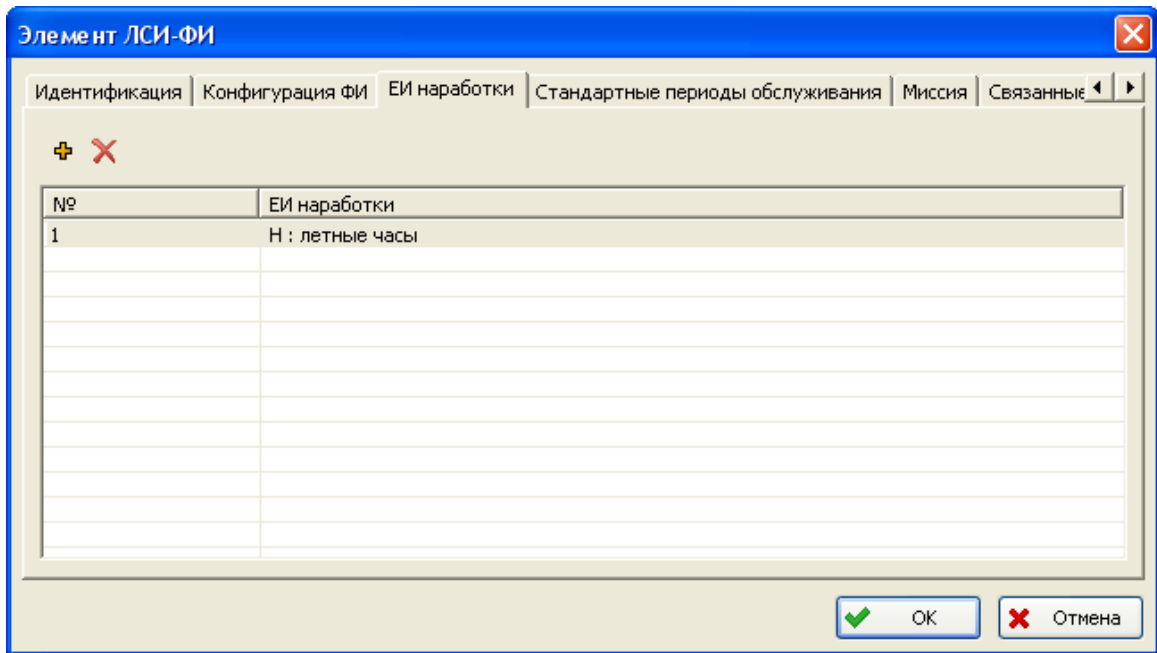 Элемент ЛСИ-ФИ
Идентификация Конфигурация ФИ ЕИ наработки Стандартные периоды обслуживания Миссия Связанные
№ ЕИ наработки
1 Н : летные часы
ОК Отмена